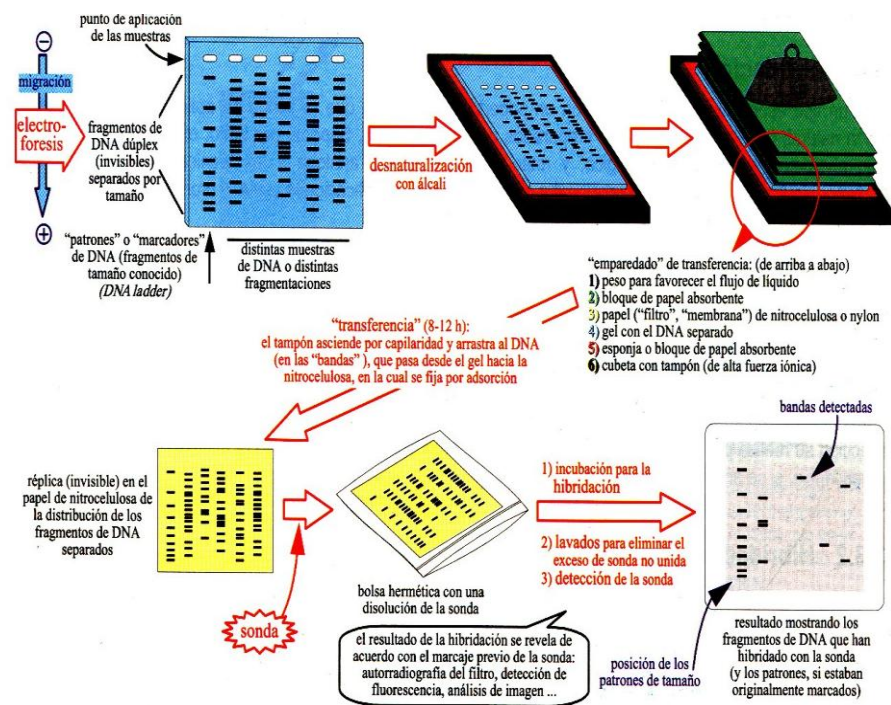 punto de aplicación
de las muestras
⊖
migración
electro-
foresis
⊕
fragmentos de
DNA dúplex
(invisibles)
separados por
tamaño
"patrones" o "marcadores"
de DNA (fragmentos de
tamaño conocido)
(DNA ladder)
distintas muestras
de DNA o distintas
fragmentaciones
desnaturalización
con álcali
"emparedado" de transferencia: (de arriba a abajo)
1) peso para favorecer el flujo de líquido
2) bloque de papel absorbente
3) papel ("filtro", "membrana") de nitrocelulosa o nylon
4) gel con el DNA separado
5) esponja o bloque de papel absorbente
6) cubeta con tampón (de alta fuerza iónica)
"transferencia" (8-12 h):
el tampón asciende por capilaridad y arrastra al DNA
(en las "bandas" ), que pasa desde el gel hacia la
nitrocelulosa, en la cual se fija por adsorción
réplica (invisible) en el
papel de nitrocelulosa de
la distribución de los
fragmentos de DNA
separados
sonda
bolsa hermética con una
disolución de la sonda
1) incubación para la
hibridación
2) lavados para eliminar el
exceso de sonda no unida
3) detección de la sonda
el resultado de la hibridación se revela de
acuerdo con el marcaje previo de la sonda:
autorradiografía del filtro, detección de
fluorescencia, análisis de imagen ...
bandas detectadas
posición de los
patrones de tamaño
resultado mostrando los
fragmentos de DNA que han
hibridado con la sonda
(y los patrones, si estaban
originalmente marcados)